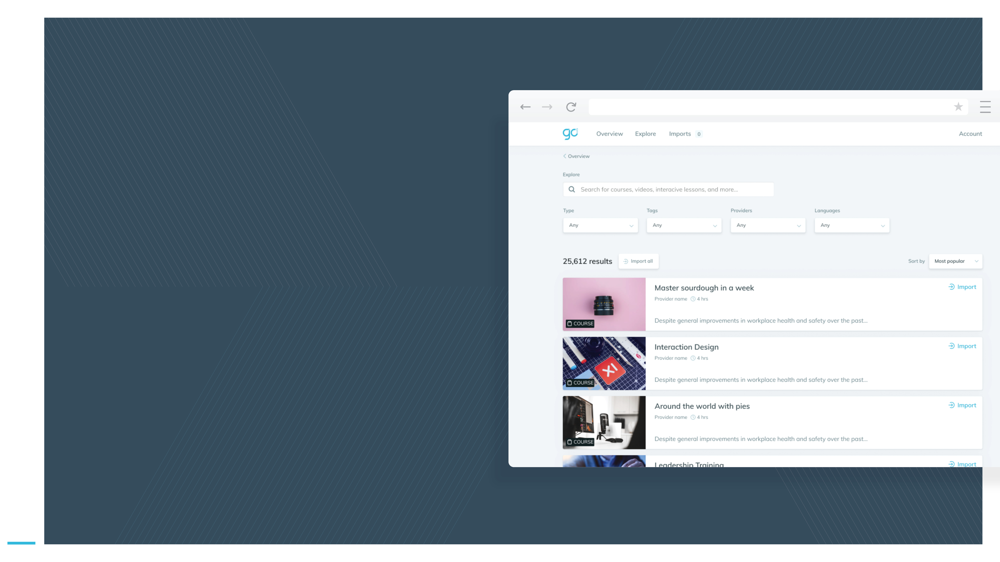 go Overview Explore Imports 0 Account
Overview
Explore
Search for courses, videos, interacive lessons, and more...
Type Tags Providers Languages
Any Any Any Any
25,612 results Import all Sort by Most popular
Master sourdough in a week Import
Provider name 4 hrs
Despite general improvements in workplace health and safety over the past...
COURSE
Interaction Design Import
Provider name 4 hrs
XI
Despite general improvements in workplace health and safety over the past...
COURSE
Around the world with pies Import
Provider name 4 hrs
Despite general improvements in workplace health and safety over the past...
COURSE
Leadership Training Import